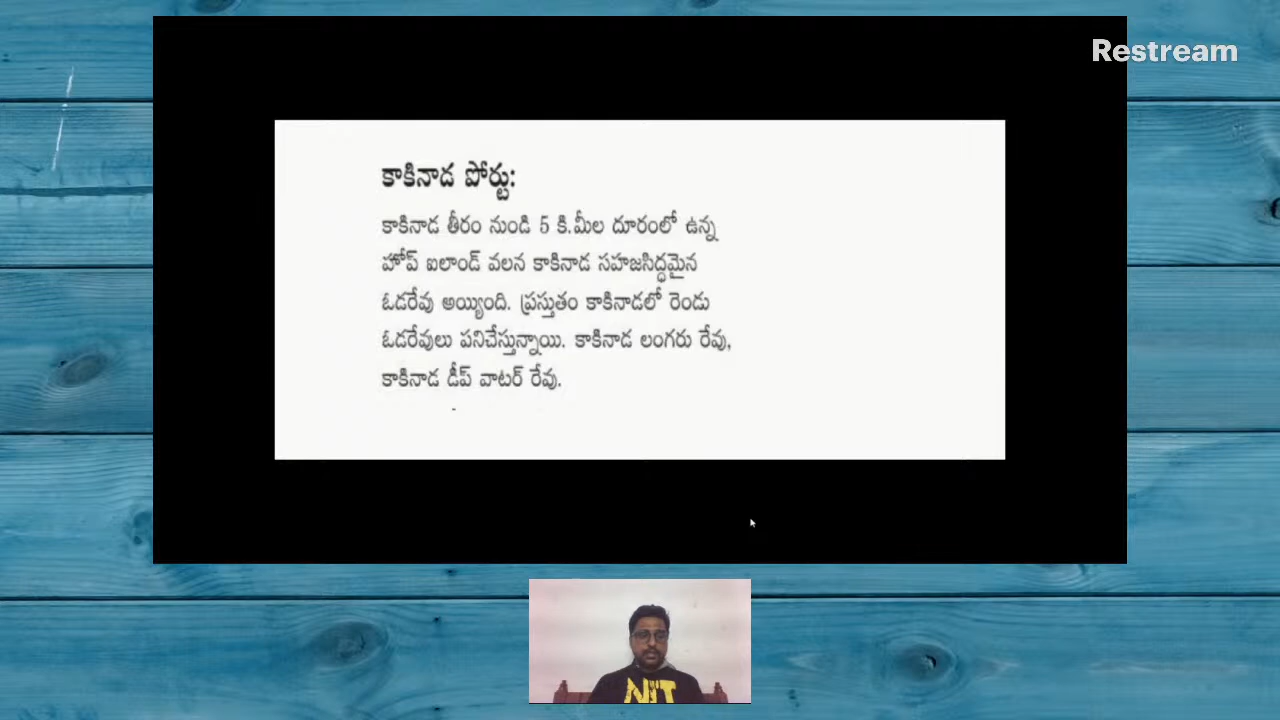 Restream
కాకినాడ పోర్టు:
కాకినాడ తీరం నుండి 5 కి.మీల దూరంలో ఉన్న
హోప్ ఐలాండ్ వలన కాకినాడ సహజసిద్ధమైన
ఓడరేవు అయ్యింది. ప్రస్తుతం కాకినాడలో రెండు
ఓడరేవులు పనిచేస్తున్నాయి. కాకినాడ లంగరు రేవు,
కాకినాడ డీప్ వాటర్ రేవు.
NIT